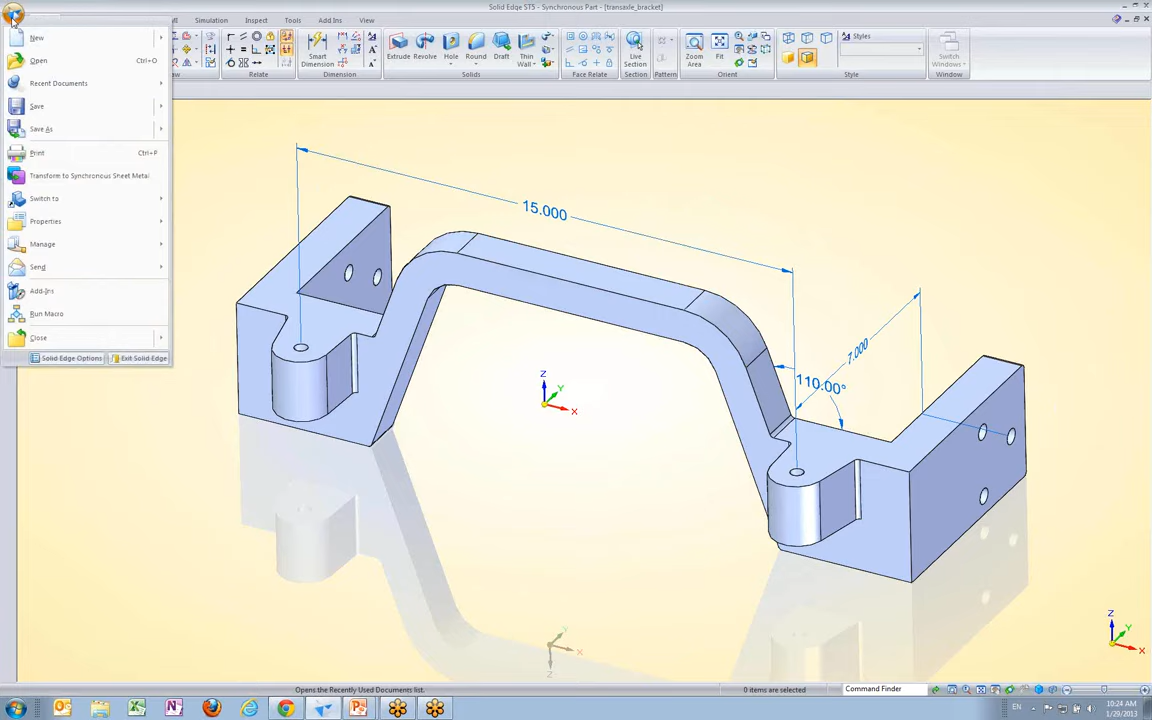 Solid Edge ST5 - Synchronous Part - [transaxle_bracket]
Simulation Inspect Tools Add Ins View
Smart Dimension
Extrude Revolve Hole Round Draft Thin Wall
Live Section
Zoom Area
Fit
Styles
Switch Windows
Relate Dimension Solids Face Relate Section Pattern Orient Style Window
New
Open Ctrl+O
Recent Documents
Save
Save As
Print Ctrl+P
Transform to Synchronous Sheet Metal
Switch to
Properties
Manage
Send
Add-Ins
Run Macro
Close
Solid Edge Options Exit Solid Edge
15.000
7.000
110.00°
Z
Y
X
Z
Y
X
Y
X
Z
Opens the Recently Used Documents list. 0 items are selected Command Finder
EN 10:24 AM
1/29/2013